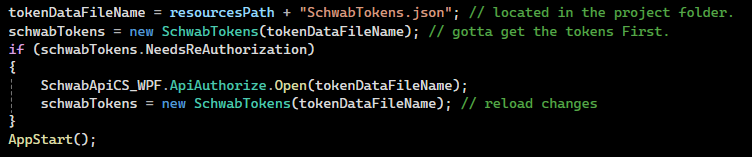 tokenDataFileName = resourcesPath + "SchwabTokens.json"; // located in the project folder.
schwabTokens = new SchwabTokens(tokenDataFileName); // gotta get the tokens First.
if (schwabTokens.NeedsReAuthorization)
{
    SchwabApiCS_WPF.ApiAuthorize.Open(tokenDataFileName);
    schwabTokens = new SchwabTokens(tokenDataFileName); // reload changes
}
AppStart();